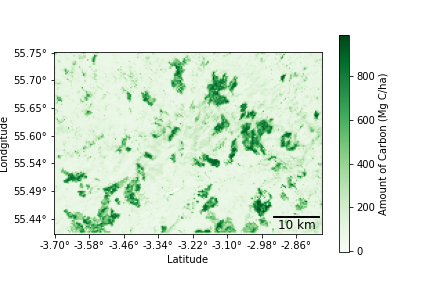 55.75°
55.70°
55.65°
55.60°
55.54°
55.49°
55.44°
Londgitude
-3.70° -3.58° -3.46° -3.34° -3.22° -3.10° -2.98° -2.86°
Latitude
10 km
800
600
400
200
0
Amount of Carbon (Mg C/ha)